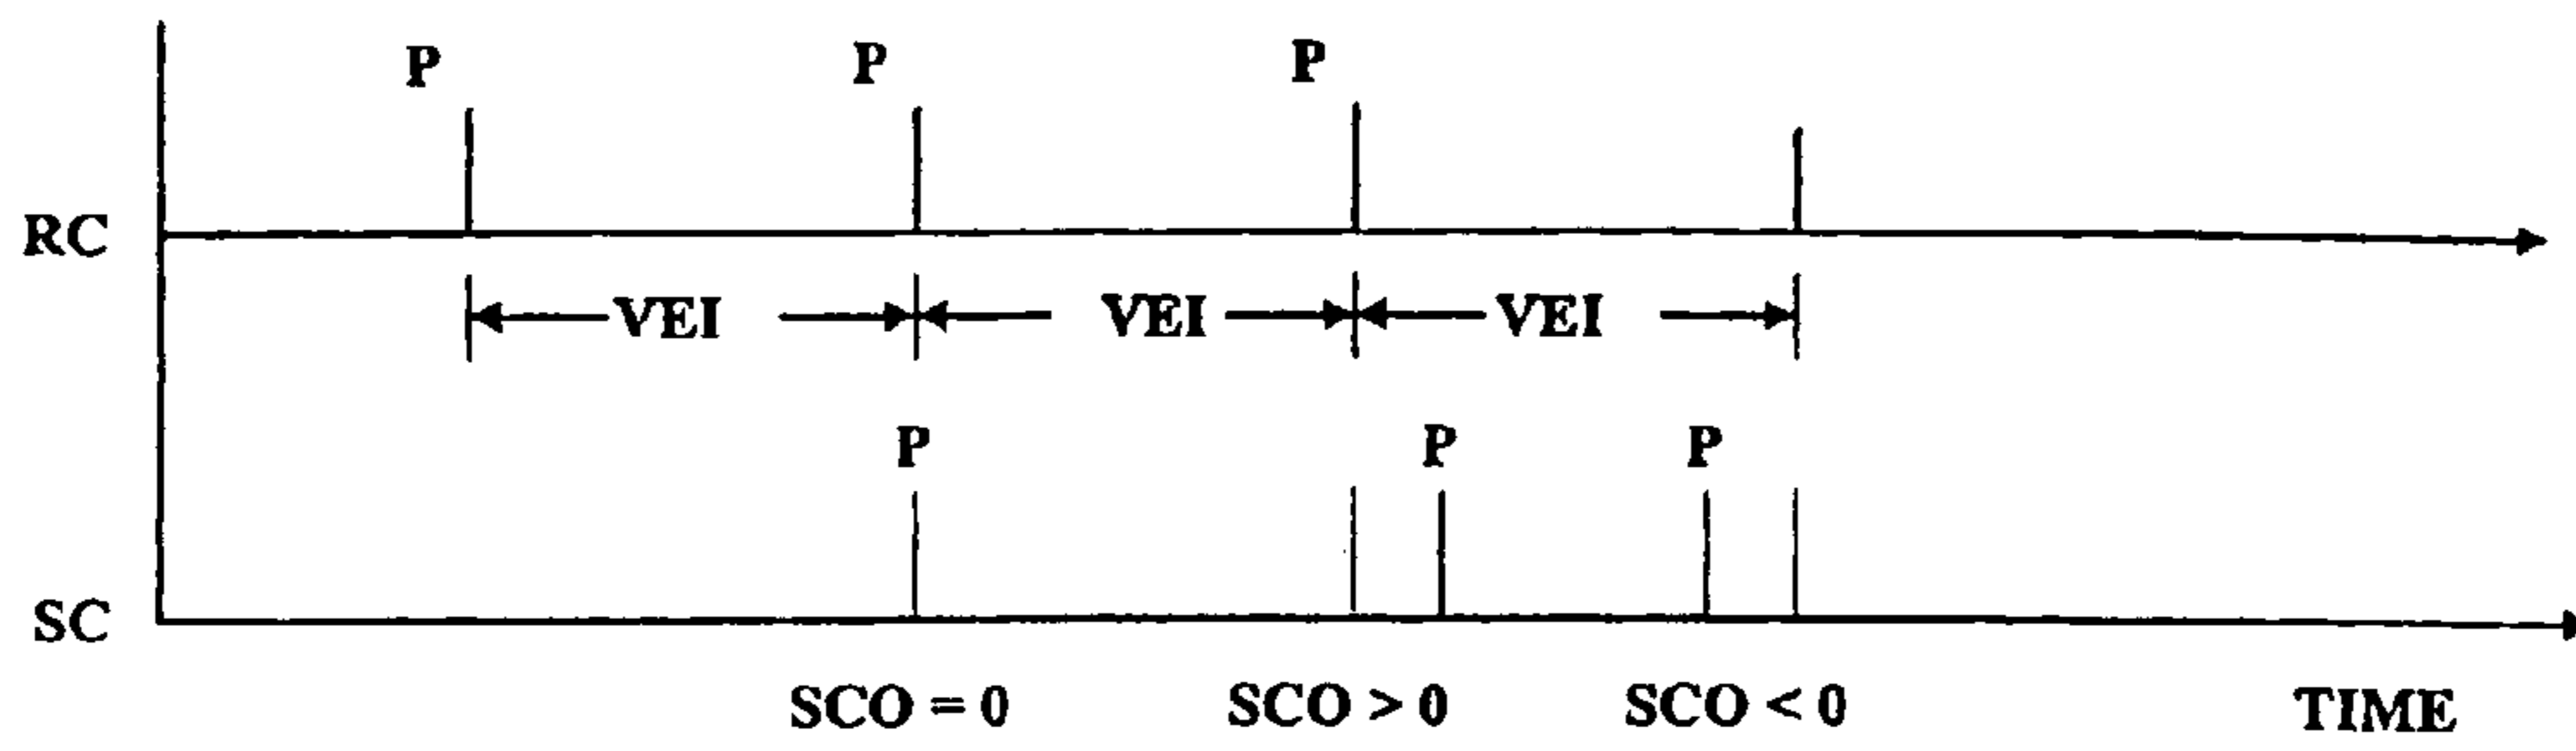 P P P
RC
VEI VEI VEI
P P P
SC
SCO = 0 SCO > 0 SCO < 0 TIME